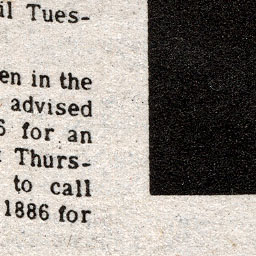 il Tues-
en in the
advised
for an
Thurs-
to call
1886 for